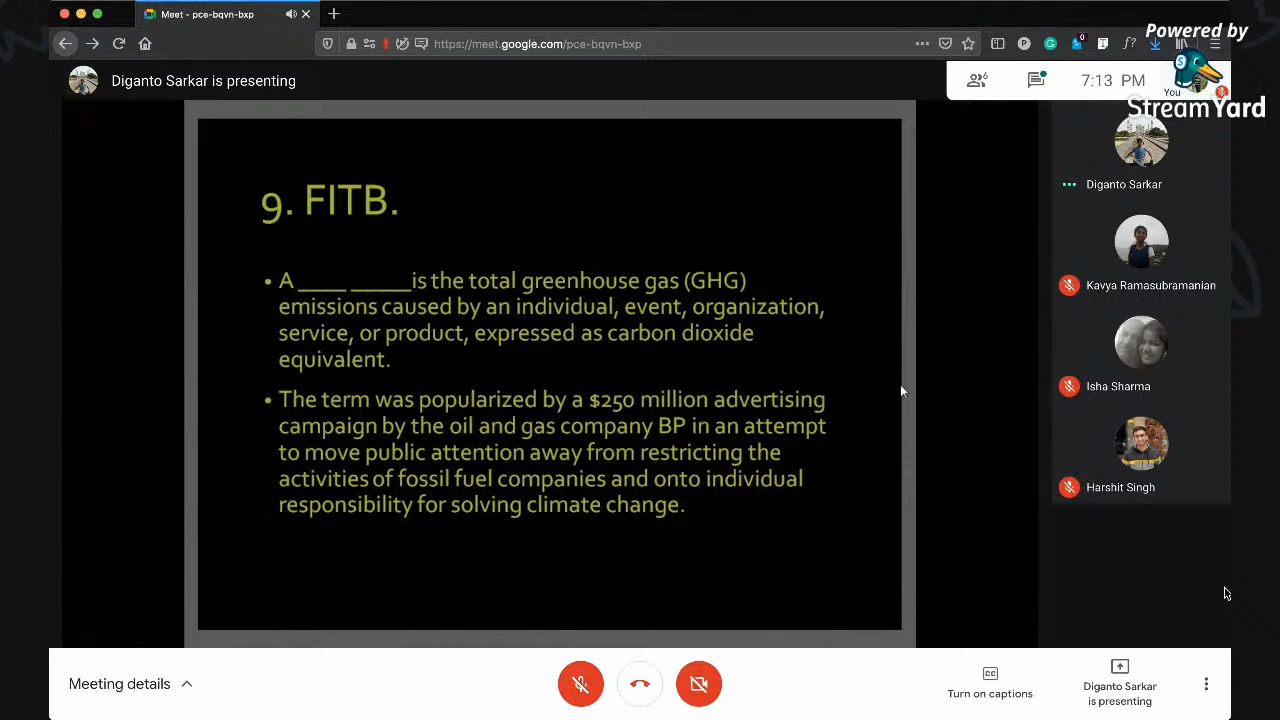 Meet - pce-bqvn-bxp
Powered by
https://meet.google.com/pce-bqvn-bxp
0
StreamYard
Diganto Sarkar is presenting
6
7:13 PM
You
9. FITB.
• A ____ _____is the total greenhouse gas (GHG)
emissions caused by an individual, event, organization,
service, or product, expressed as carbon dioxide
equivalent.
• The term was popularized by a $250 million advertising
campaign by the oil and gas company BP in an attempt
to move public attention away from restricting the
activities of fossil fuel companies and onto individual
responsibility for solving climate change.
Diganto Sarkar
Kavya Ramasubramanian
Isha Sharma
Harshit Singh
Meeting details
Turn on captions
Diganto Sarkar
is presenting